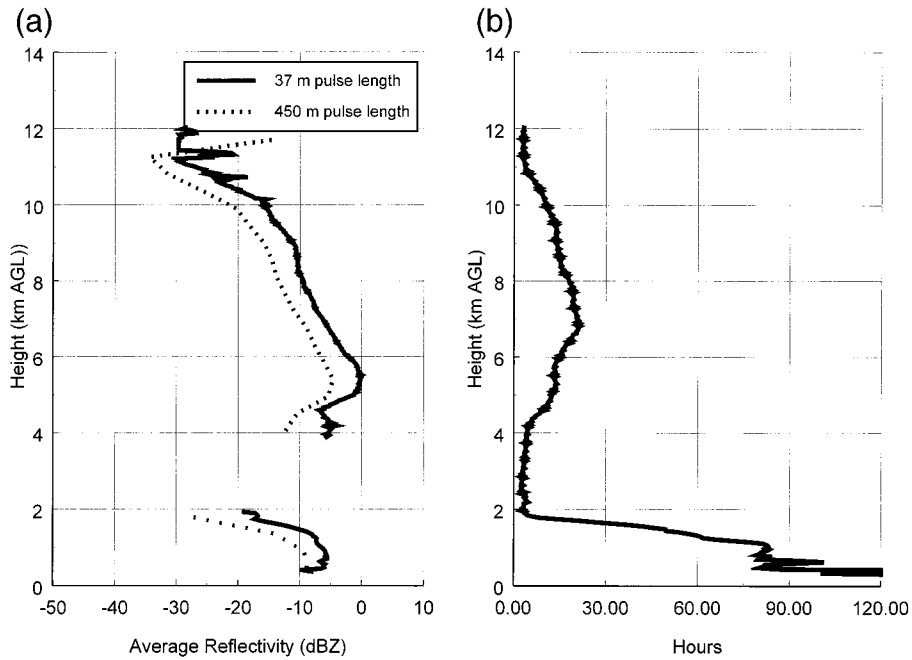 (a)
14
12
10
8
6
4
2
0
Height (km AGL))
37 m pulse length
450 m pulse length
-50 -40 -30 -20 -10 0 10
Average Reflectivity (dBZ)
(b)
14
12
10
8
6
4
2
0
Height (km AGL)
0.00 30.00 60.00 90.00 120.00
Hours